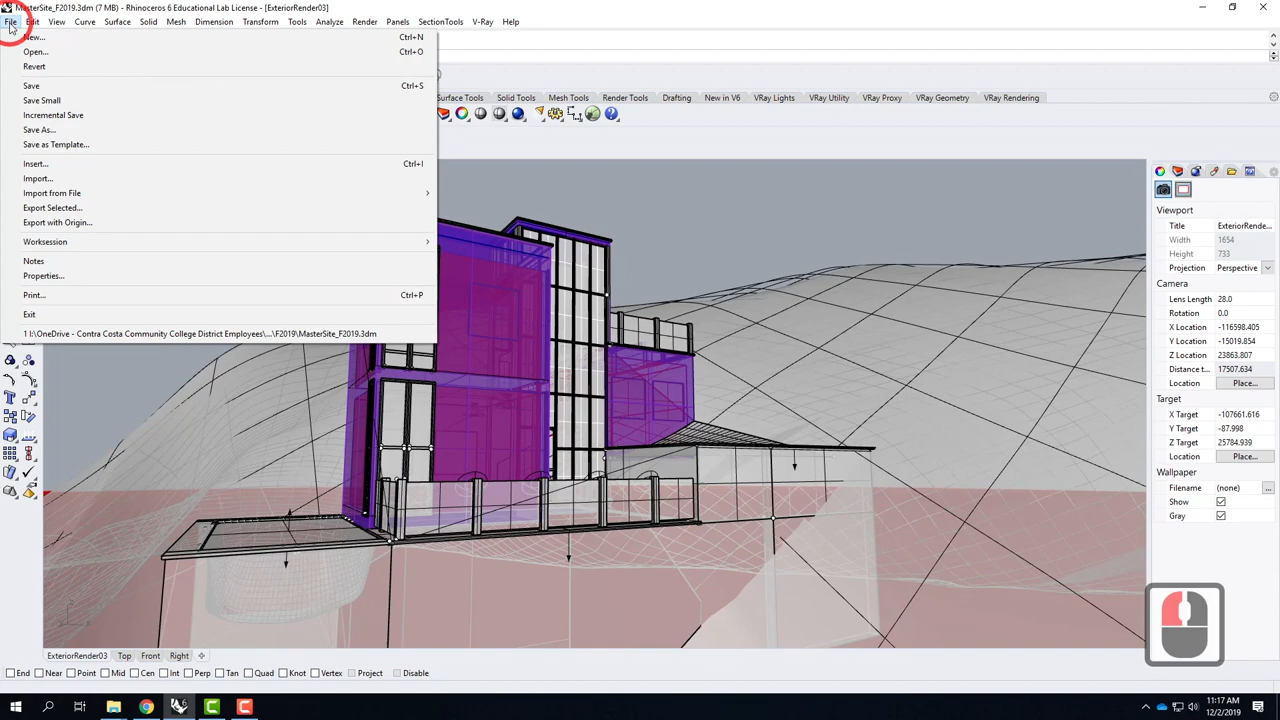 MasterSite_F2019.3dm (7 MB) - Rhinoceros 6 Educational Lab License - [ExteriorRender03]
File Edit View Curve Surface Solid Mesh Dimension Transform Tools Analyze Render Panels SectionTools V-Ray Help
New... Ctrl+N
Open... Ctrl+O
Revert
Save Ctrl+S
Save Small
Incremental Save
Save As...
Save as Template...
Insert... Ctrl+I
Import...
Import from File
Export Selected...
Export with Origin...
Worksession
Notes
Properties...
Print... Ctrl+P
Exit
1 I:\OneDrive - Contra Costa Community College District Employees\...\F2019\MasterSite_F2019.3dm
Surface Tools Solid Tools Mesh Tools Render Tools Drafting New in V6 VRay Lights VRay Utility VRay Proxy VRay Geometry VRay Rendering
Viewport
Title ExteriorRende...
Width 1654
Height 733
Projection Perspective
Camera
Lens Length 28.0
Rotation 0.0
X Location -116598.405
Y Location -15019.854
Z Location 23863.807
Distance t... 17507.634
Location Place...
Target
X Target -107661.616
Y Target -87.998
Z Target 25784.939
Location Place...
Wallpaper
Filename (none) ...
Show
Gray
ExteriorRender03 Top Front Right
End Near Point Mid Cen Int Perp Tan Quad Knot Vertex Project Disable
11:17 AM
12/2/2019